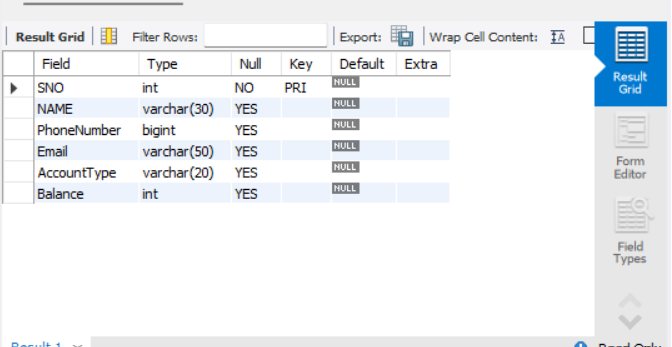 Result Grid Filter Rows: Export: Wrap Cell Content: IA
Field Type Null Key Default Extra
SNO int NO PRI NULL
NAME varchar(30) YES NULL
PhoneNumber bigint YES NULL
Email varchar(50) YES NULL
AccountType varchar(20) YES NULL
Balance int YES NULL
Result
Grid
Form
Editor
Field
Types
Result 1
Read Only